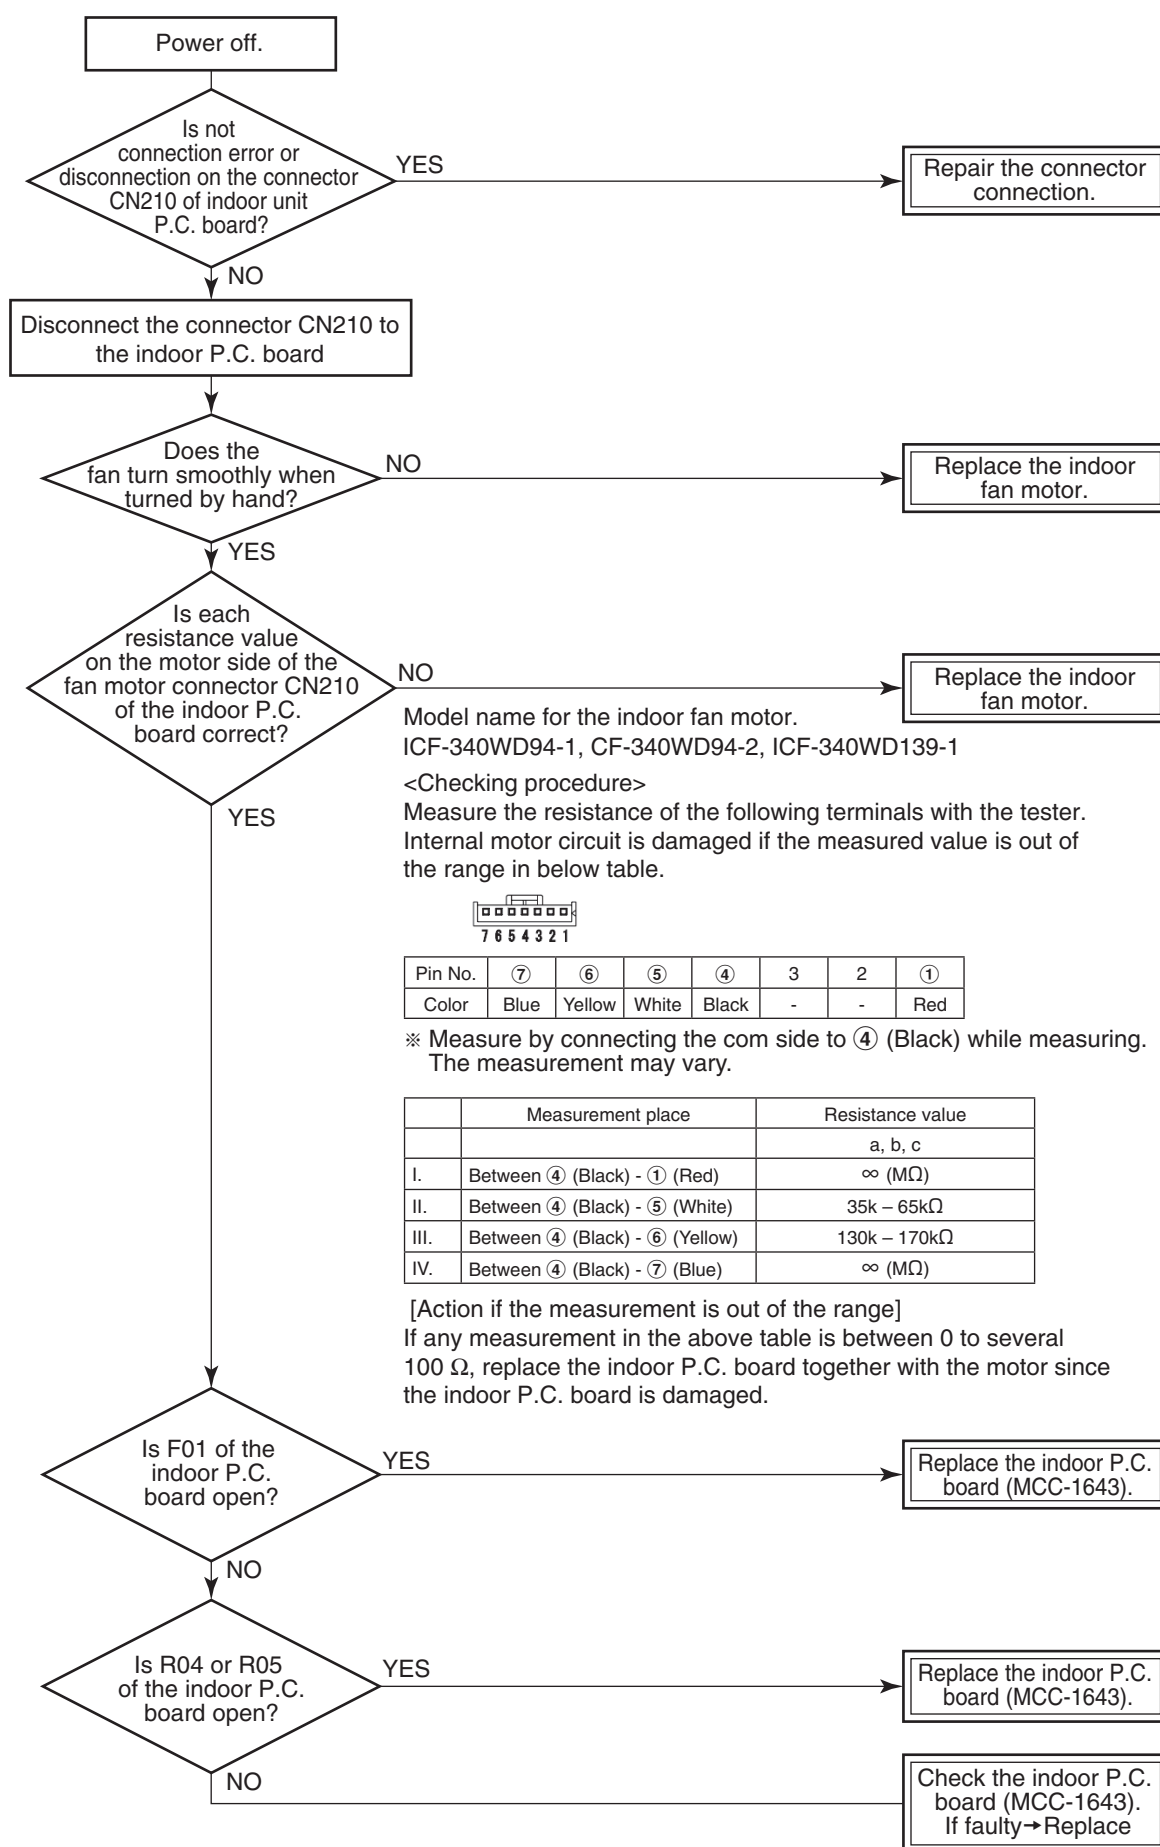 Power off.
Is not
connection error or
disconnection on the connector
CN210 of indoor unit
P.C. board?
YES
Repair the connector
connection.
NO
Disconnect the connector CN210 to
the indoor P.C. board
Does the
fan turn smoothly when
turned by hand?
NO
Replace the indoor
fan motor.
YES
Is each
resistance value
on the motor side of the
fan motor connector CN210
of the indoor P.C.
board correct?
NO
Replace the indoor
fan motor.
YES
Model name for the indoor fan motor.
ICF-340WD94-1, CF-340WD94-2, ICF-340WD139-1
<Checking procedure>
Measure the resistance of the following terminals with the tester.
Internal motor circuit is damaged if the measured value is out of
the range in below table.
7 6 5 4 3 2 1
Pin No. ⑦ ⑥ ⑤ ④ 3 2 ①
Color Blue Yellow White Black - - Red
※ Measure by connecting the com side to ④ (Black) while measuring.
The measurement may vary.
Measurement place Resistance value
a, b, c
I. Between ④ (Black) - ① (Red) ∞ (MΩ)
II. Between ④ (Black) - ⑤ (White) 35k – 65kΩ
III. Between ④ (Black) - ⑥ (Yellow) 130k – 170kΩ
IV. Between ④ (Black) - ⑦ (Blue) ∞ (MΩ)
[Action if the measurement is out of the range]
If any measurement in the above table is between 0 to several
100 Ω, replace the indoor P.C. board together with the motor since
the indoor P.C. board is damaged.
Is F01 of the
indoor P.C.
board open?
YES
Replace the indoor P.C.
board (MCC-1643).
NO
Is R04 or R05
of the indoor P.C.
board open?
YES
Replace the indoor P.C.
board (MCC-1643).
NO
Check the indoor P.C.
board (MCC-1643).
If faulty→Replace